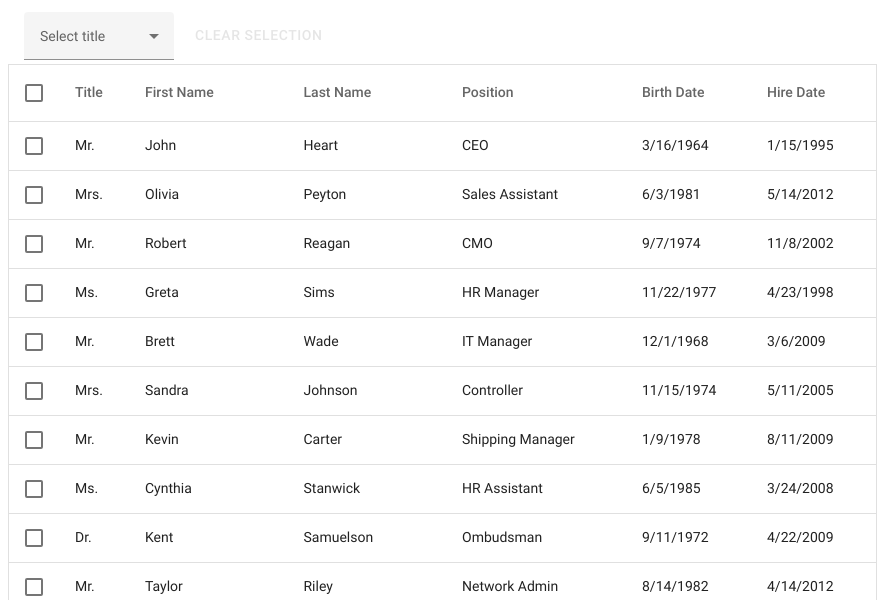 Select title CLEAR SELECTION
Title First Name Last Name Position Birth Date Hire Date
Mr. John Heart CEO 3/16/1964 1/15/1995
Mrs. Olivia Peyton Sales Assistant 6/3/1981 5/14/2012
Mr. Robert Reagan CMO 9/7/1974 11/8/2002
Ms. Greta Sims HR Manager 11/22/1977 4/23/1998
Mr. Brett Wade IT Manager 12/1/1968 3/6/2009
Mrs. Sandra Johnson Controller 11/15/1974 5/11/2005
Mr. Kevin Carter Shipping Manager 1/9/1978 8/11/2009
Ms. Cynthia Stanwick HR Assistant 6/5/1985 3/24/2008
Dr. Kent Samuelson Ombudsman 9/11/1972 4/22/2009
Mr. Taylor Riley Network Admin 8/14/1982 4/14/2012